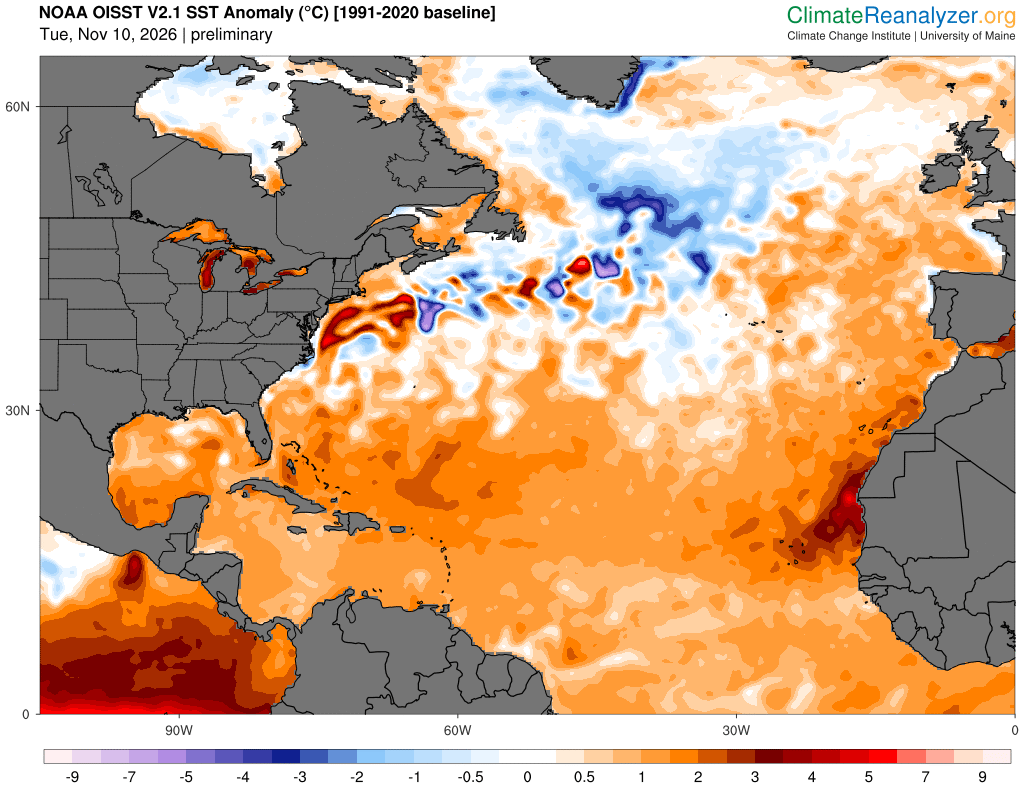 NOAA OISST V2.1 SST Anomaly (°C) [1991-2020 baseline]
Tue, Nov 10, 2026 | preliminary
ClimateReanalyzer.org
Climate Change Institute | University of Maine
60N
30N
0
90W
60W
30W
0
-9
-7
-5
-4
-3
-2
-1
-0.5
0
0.5
1
2
3
4
5
7
9